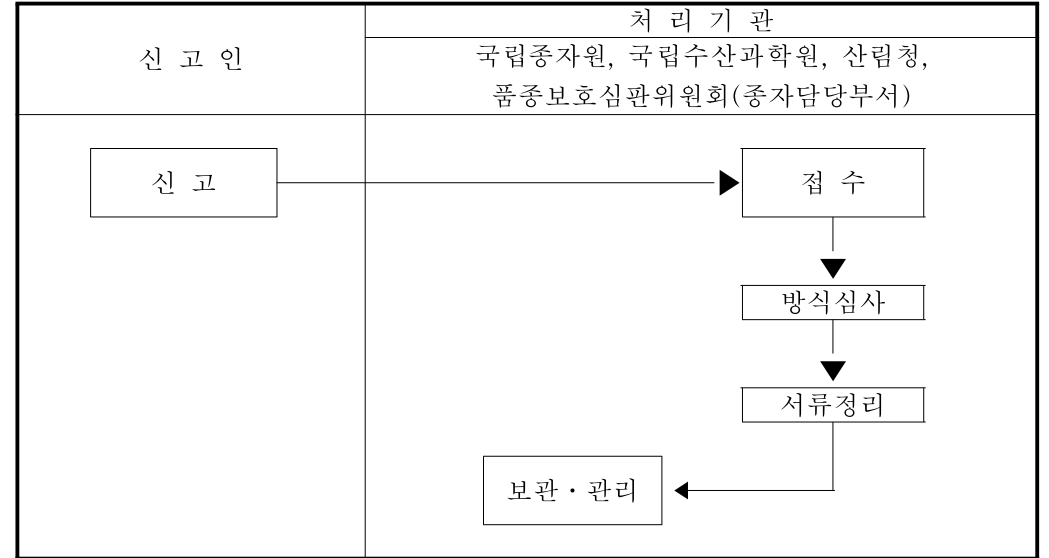 처 리 기 관
신 고 인
국립종자원, 국립수산과학원, 산림청,
품종보호심판위원회(종자담당부서)
신 고
접 수
방식심사
서류정리
보관ㆍ관리